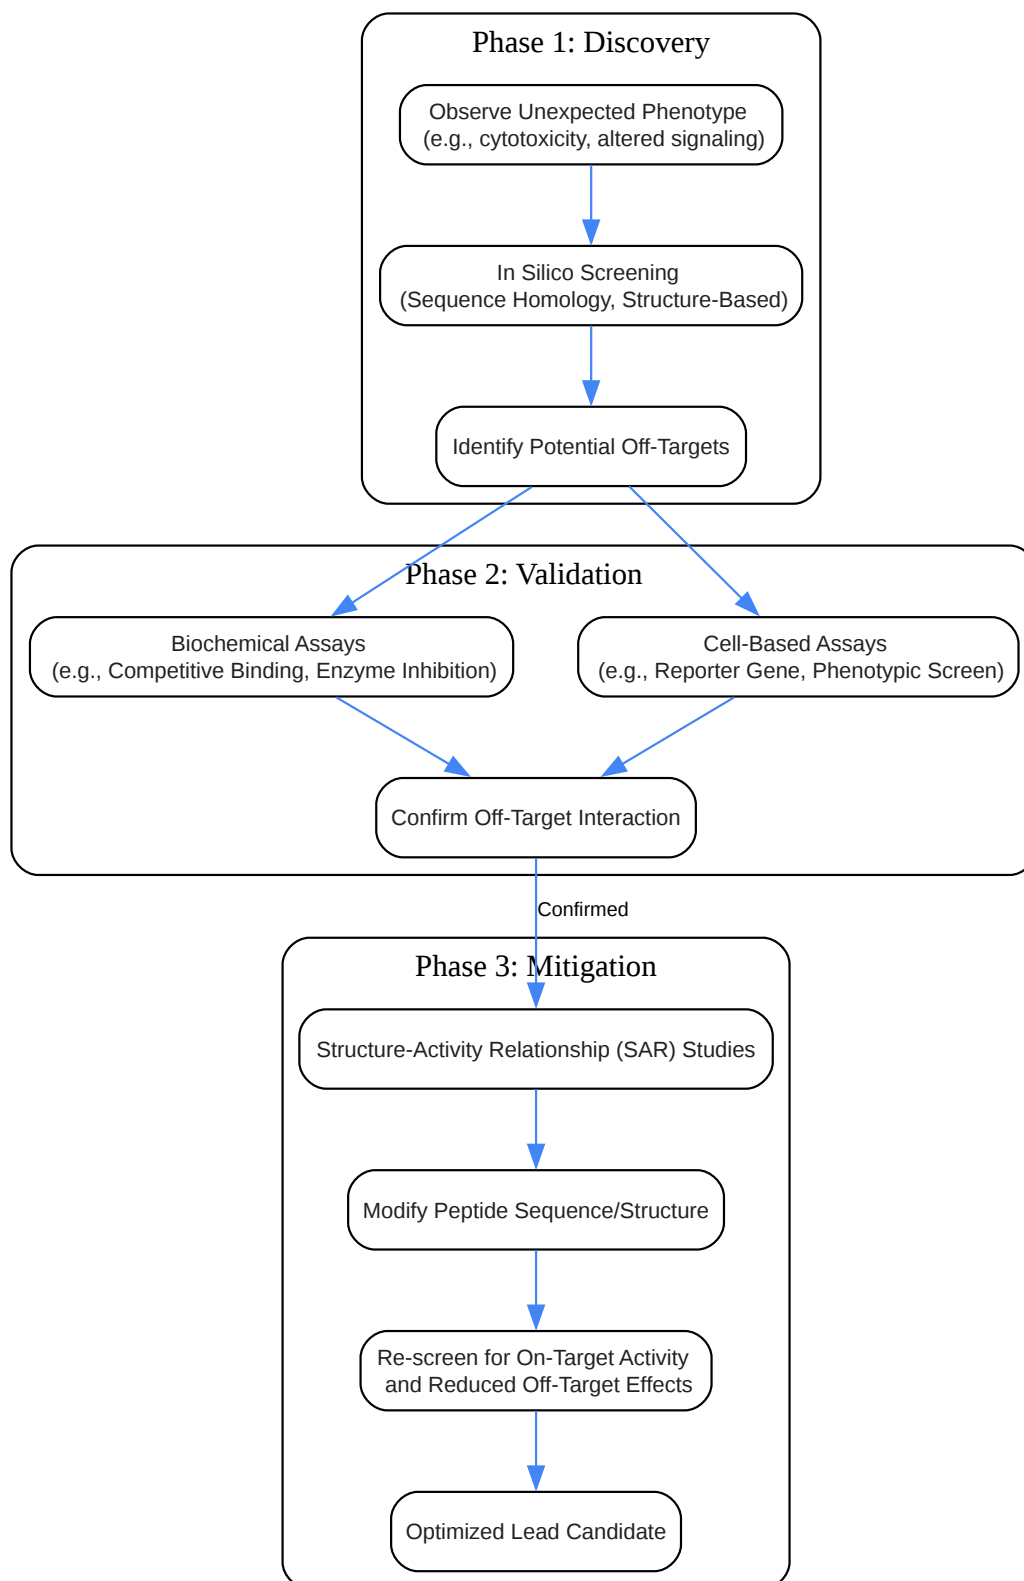 Phase 1: Discovery
Observe Unexpected Phenotype
(e.g., cytotoxicity, altered signaling)
In Silico Screening
(Sequence Homology, Structure-Based)
Identify Potential Off-Targets
Phase 2: Validation
Biochemical Assays
(e.g., Competitive Binding, Enzyme Inhibition)
Cell-Based Assays
(e.g., Reporter Gene, Phenotypic Screen)
Confirm Off-Target Interaction
Confirmed
Phase 3: Mitigation
Structure-Activity Relationship (SAR) Studies
Modify Peptide Sequence/Structure
Re-screen for On-Target Activity
and Reduced Off-Target Effects
Optimized Lead Candidate